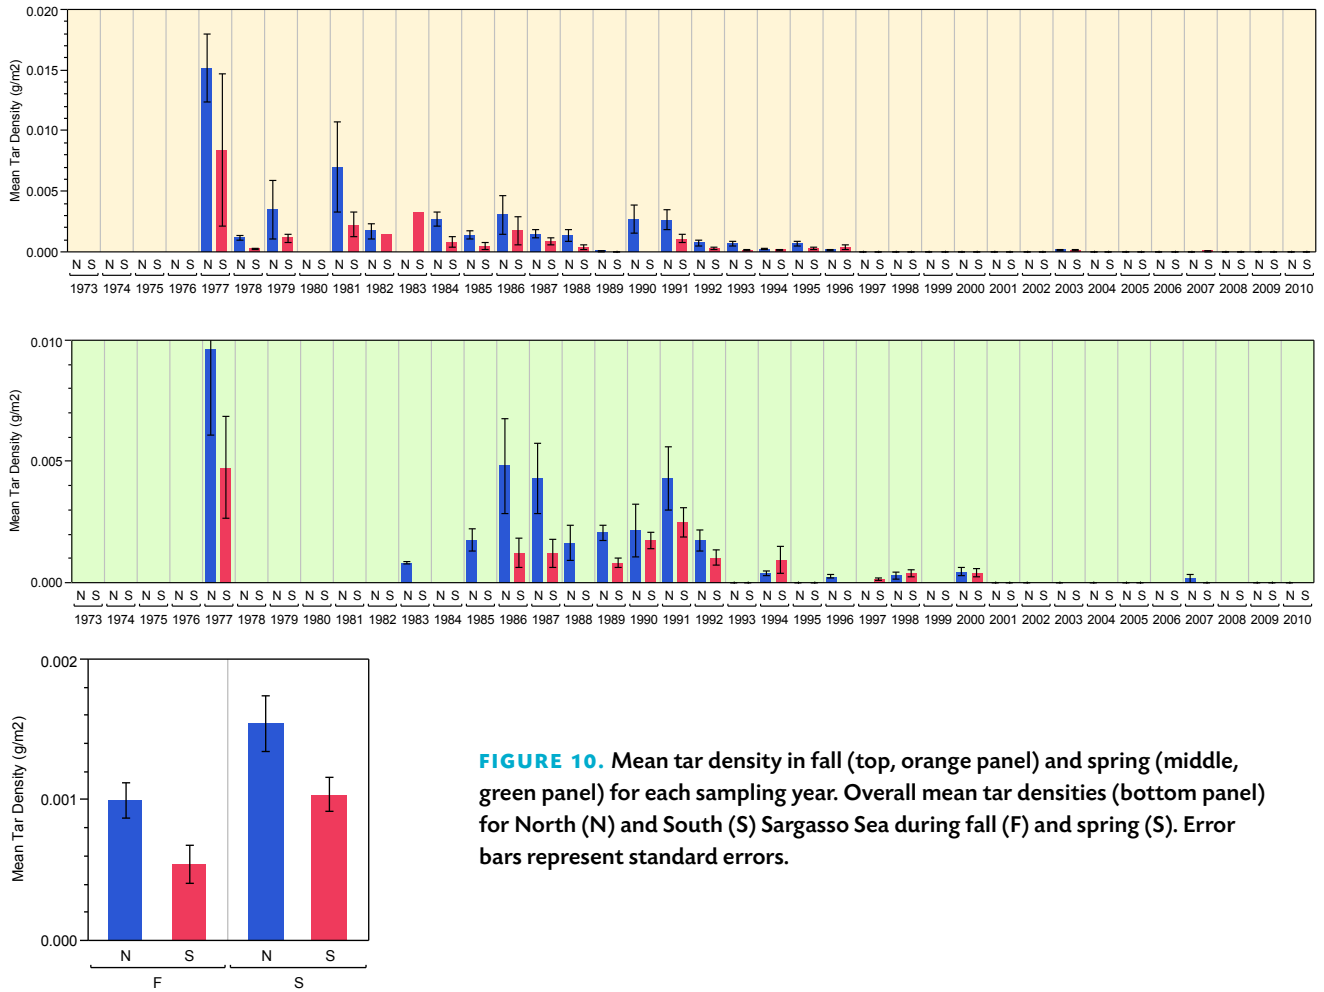 0.020
0.015
0.010
0.005
0.000
Mean Tar Density (g/m2)
N S N S N S N S N S N S N S N S N S N S N S N S N S N S N S N S N S N S N S N S N S N S N S N S N S N S N S N S N S N S N S N S N S N S N S N S N S N S
1973 1974 1975 1976 1977 1978 1979 1980 1981 1982 1983 1984 1985 1986 1987 1988 1989 1990 1991 1992 1993 1994 1995 1996 1997 1998 1999 2000 2001 2002 2003 2004 2005 2006 2007 2008 2009 2010
0.010
0.005
0.000
Mean Tar Density (g/m2)
N S N S N S N S N S N S N S N S N S N S N S N S N S N S N S N S N S N S N S N S N S N S N S N S N S N S N S N S N S N S N S N S N S N S N S N S N S N S
1973 1974 1975 1976 1977 1978 1979 1980 1981 1982 1983 1984 1985 1986 1987 1988 1989 1990 1991 1992 1993 1994 1995 1996 1997 1998 1999 2000 2001 2002 2003 2004 2005 2006 2007 2008 2009 2010
0.002
0.001
0.000
Mean Tar Density (g/m2)
N S N S
F S
FIGURE 10. Mean tar density in fall (top, orange panel) and spring (middle,
green panel) for each sampling year. Overall mean tar densities (bottom panel)
for North (N) and South (S) Sargasso Sea during fall (F) and spring (S). Error
bars represent standard errors.